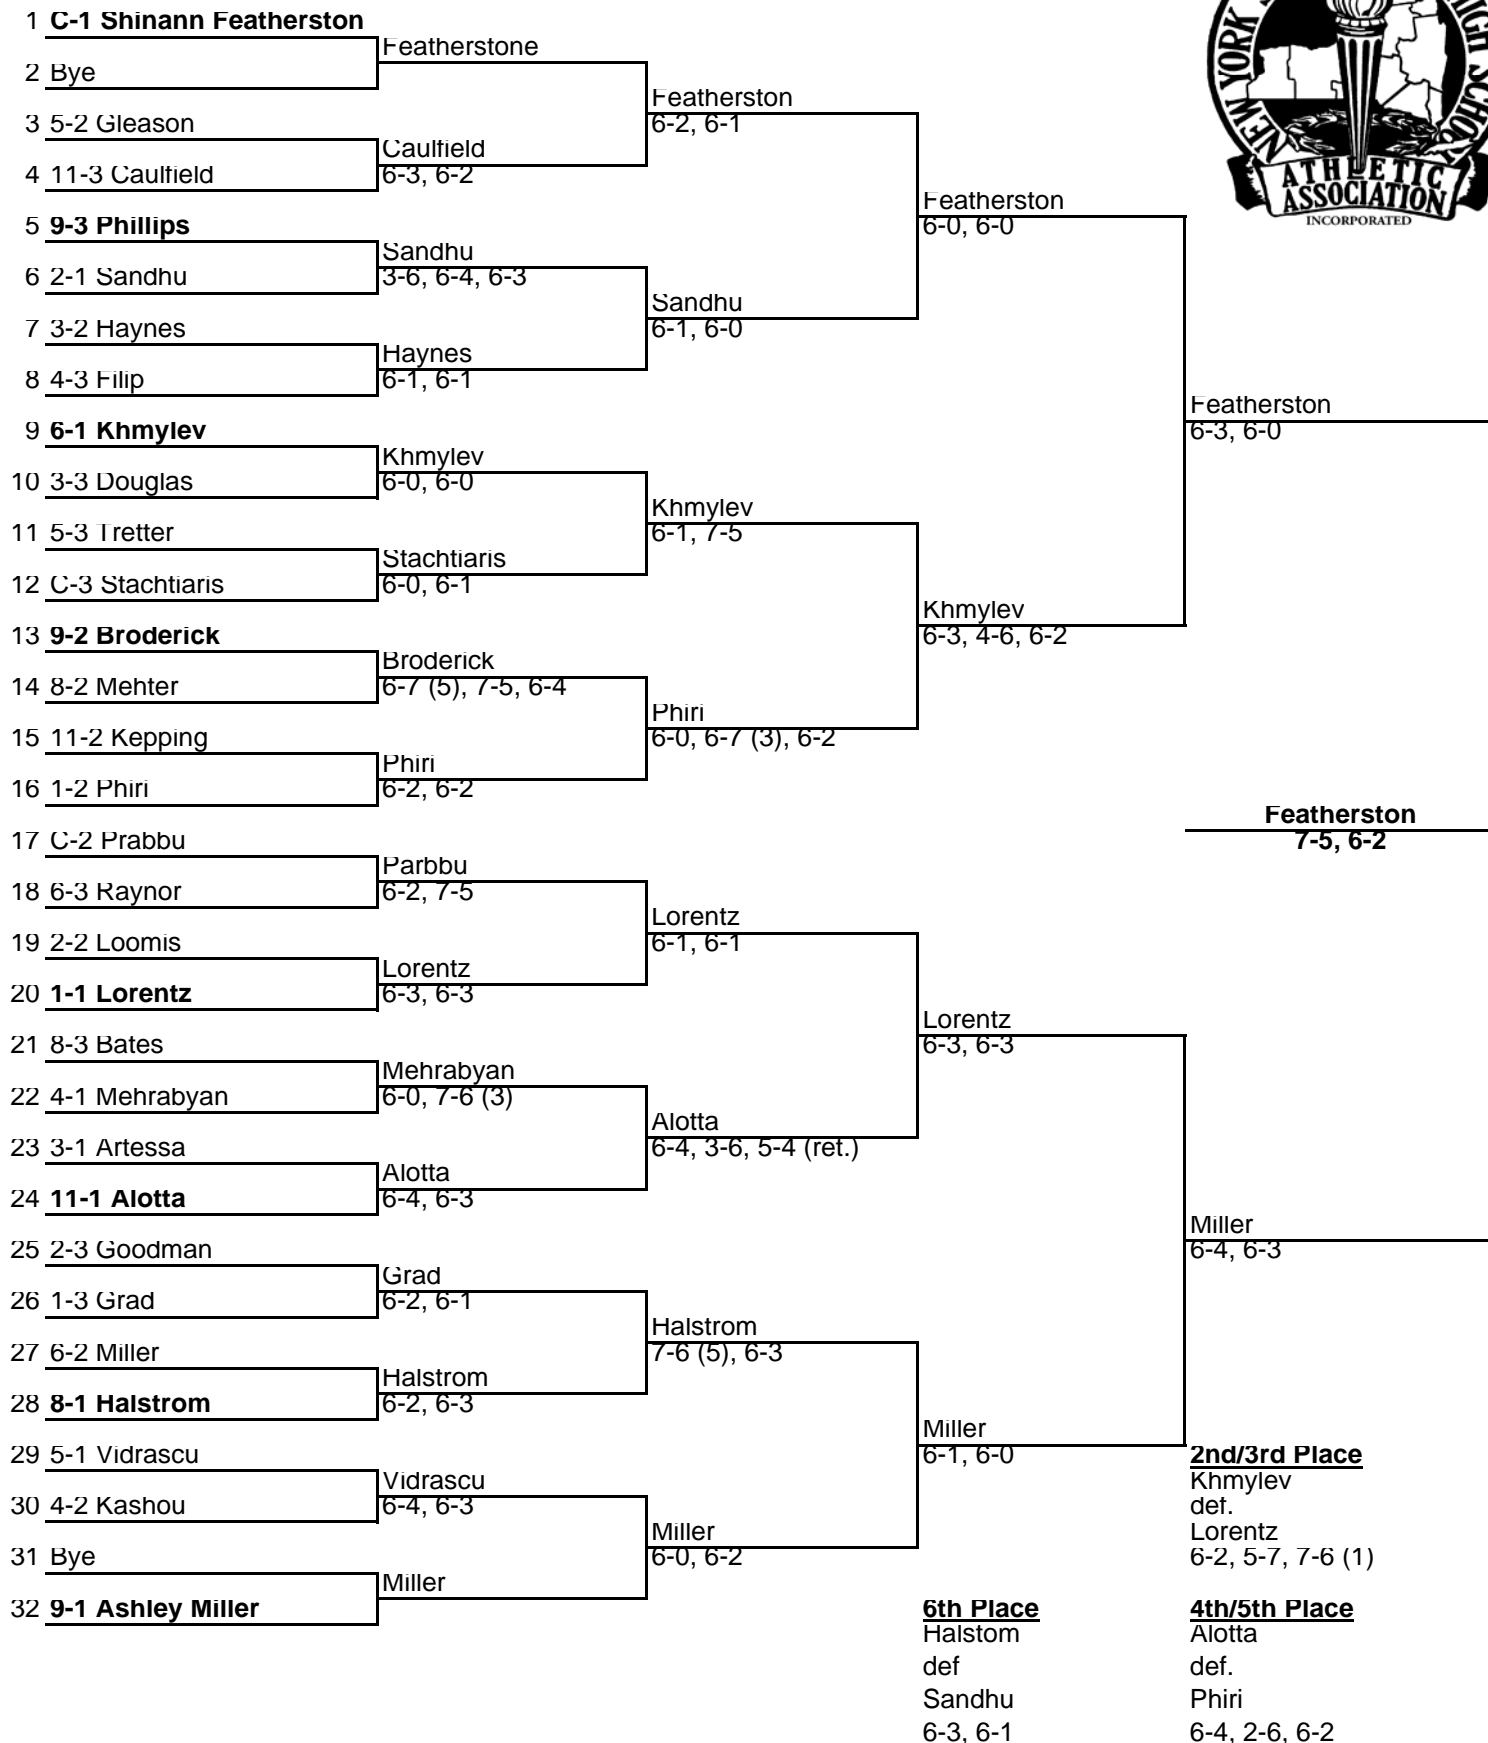 1 C-1 Shinann Featherston
Featherstone
2 Bye
Featherston
6-2, 6-1
3 5-2 Gleason
Caulfield
6-3, 6-2
4 11-3 Caulfield
Featherston
6-0, 6-0
5 9-3 Phillips
Sandhu
3-6, 6-4, 6-3
6 2-1 Sandhu
Sandhu
6-1, 6-0
7 3-2 Haynes
Haynes
6-1, 6-1
8 4-3 Filip
Featherston
6-3, 6-0
9 6-1 Khmylev
Khmylev
6-0, 6-0
10 3-3 Douglas
Khmylev
6-1, 7-5
11 5-3 Tretter
Stachtiaris
6-0, 6-1
12 C-3 Stachtiaris
Khmylev
6-3, 4-6, 6-2
13 9-2 Broderick
Broderick
6-7 (5), 7-5, 6-4
14 8-2 Mehter
Phiri
6-0, 6-7 (3), 6-2
15 11-2 Kepping
Phiri
6-2, 6-2
16 1-2 Phiri
Featherston
7-5, 6-2
17 C-2 Prabbu
Parbbu
6-2, 7-5
18 6-3 Raynor
Lorentz
6-1, 6-1
19 2-2 Loomis
Lorentz
6-3, 6-3
20 1-1 Lorentz
Lorentz
6-3, 6-3
21 8-3 Bates
Mehrabyan
6-0, 7-6 (3)
22 4-1 Mehrabyan
Alotta
6-4, 3-6, 5-4 (ret.)
23 3-1 Artessa
Alotta
6-4, 6-3
24 11-1 Alotta
Miller
6-4, 6-3
25 2-3 Goodman
Grad
6-2, 6-1
26 1-3 Grad
Halstrom
7-6 (5), 6-3
27 6-2 Miller
Halstrom
6-2, 6-3
28 8-1 Halstrom
Miller
6-1, 6-0
29 5-1 Vidrascu
Vidrascu
6-4, 6-3
30 4-2 Kashou
Miller
6-0, 6-2
31 Bye
Miller
32 9-1 Ashley Miller
2nd/3rd Place
Khmylev
def.
Lorentz
6-2, 5-7, 7-6 (1)
6th Place
Halstom
def
Sandhu
6-3, 6-1
4th/5th Place
Alotta
def.
Phiri
6-4, 2-6, 6-2
NEW YORK
SCHOOL
ATHLETIC
ASSOCIATION
INCORPORATED